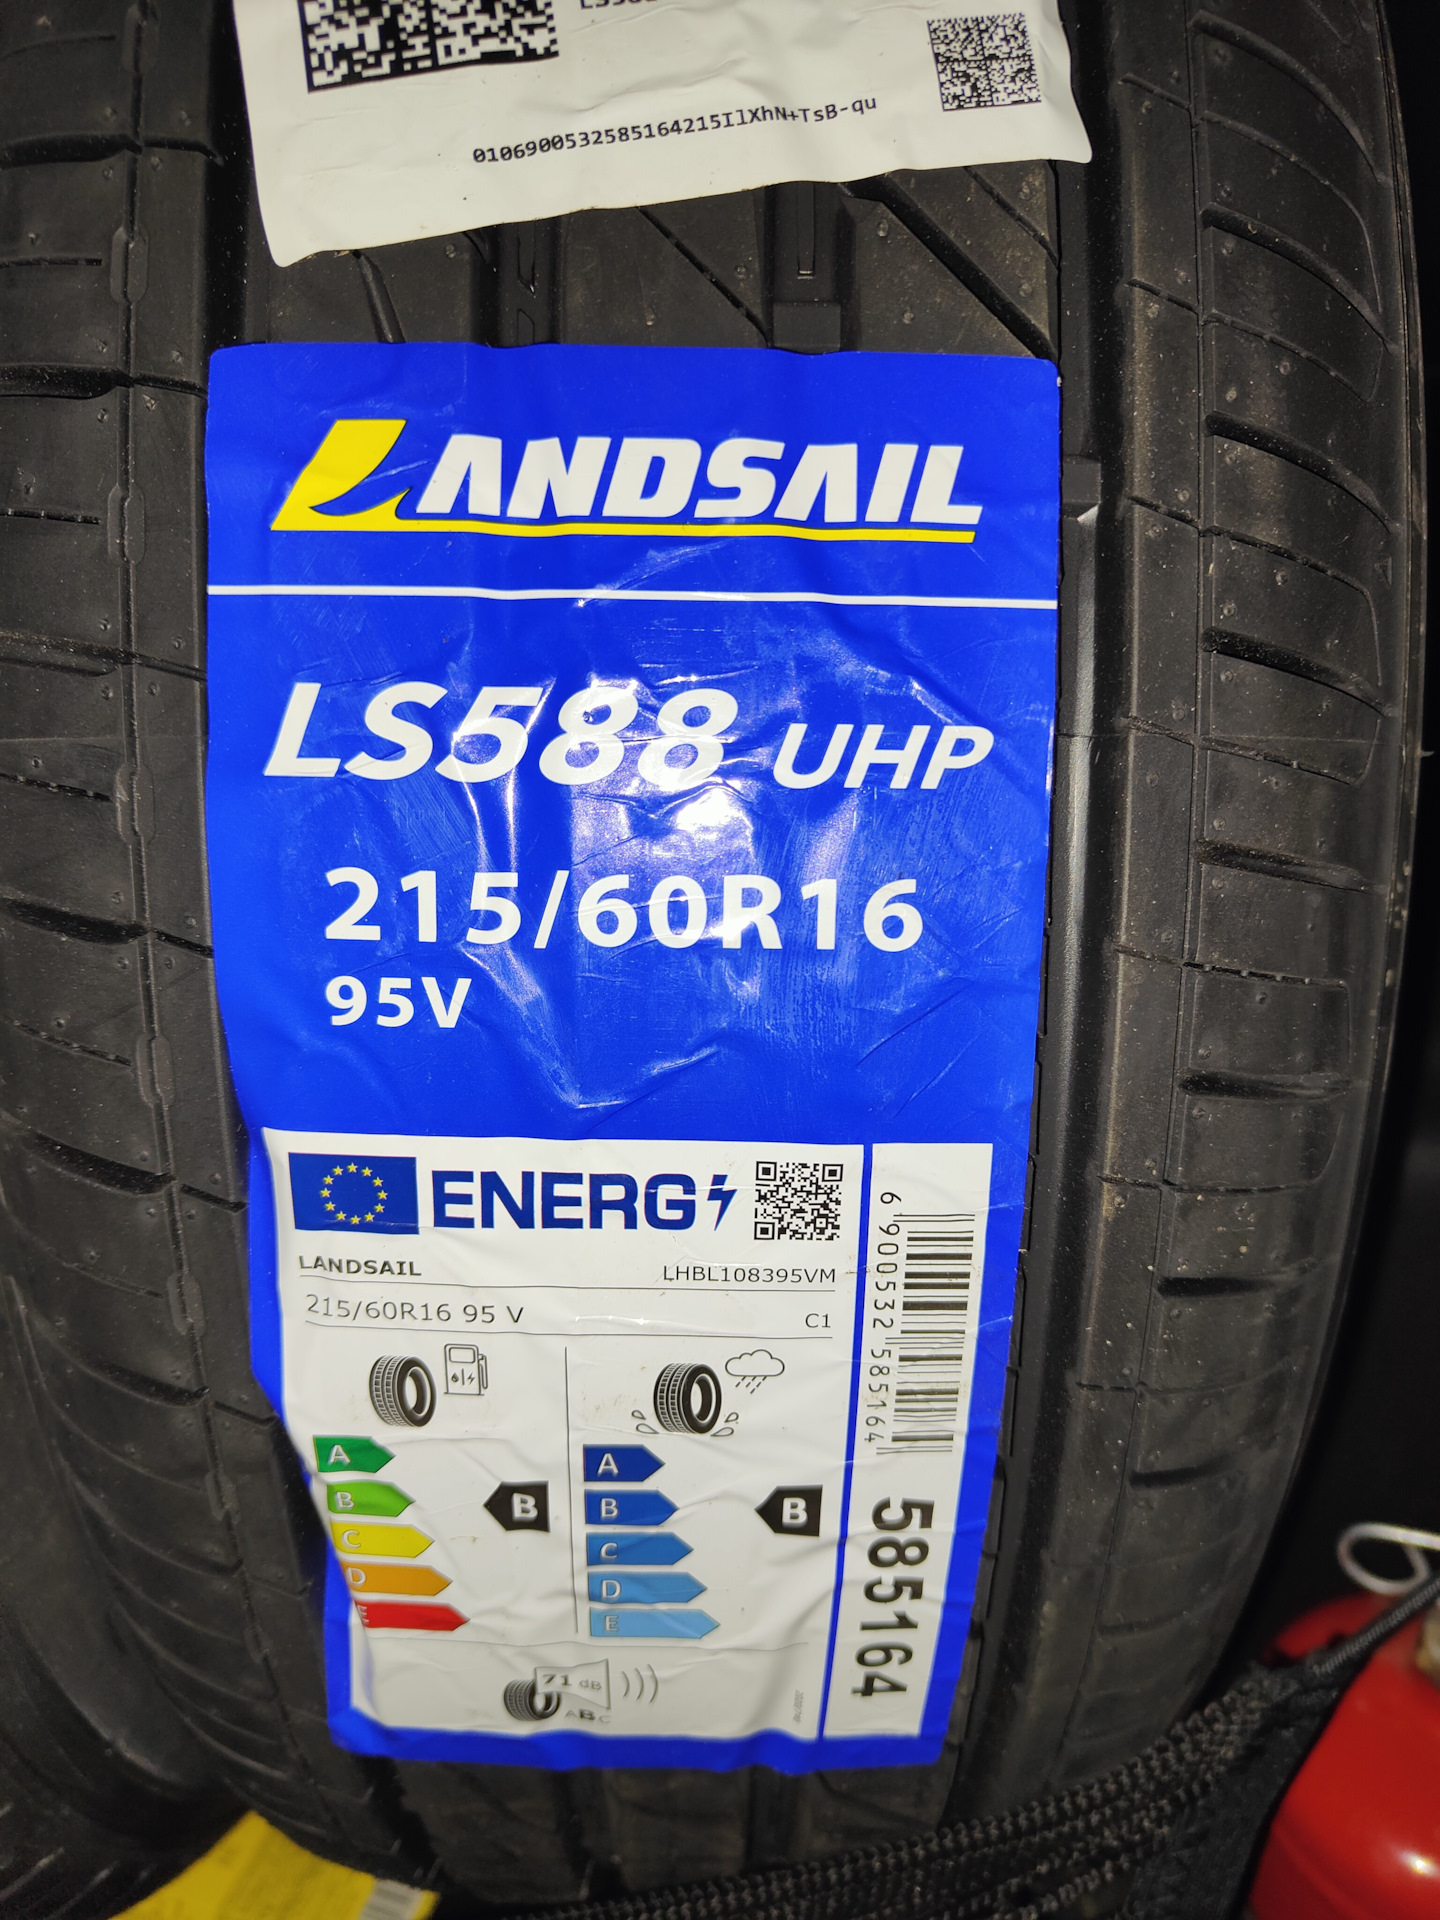 0106900532585164215IlXhN+TsB-qu
LANDSAIL
LS588 UHP
215/60R16
95V
ENERG
LANDSAIL
LHBL108395VM
215/60R16 95 V
C1
A
B
C
D
E
B
A
B
C
D
E
B
71 dB
ABC
6 900532 585164
585164